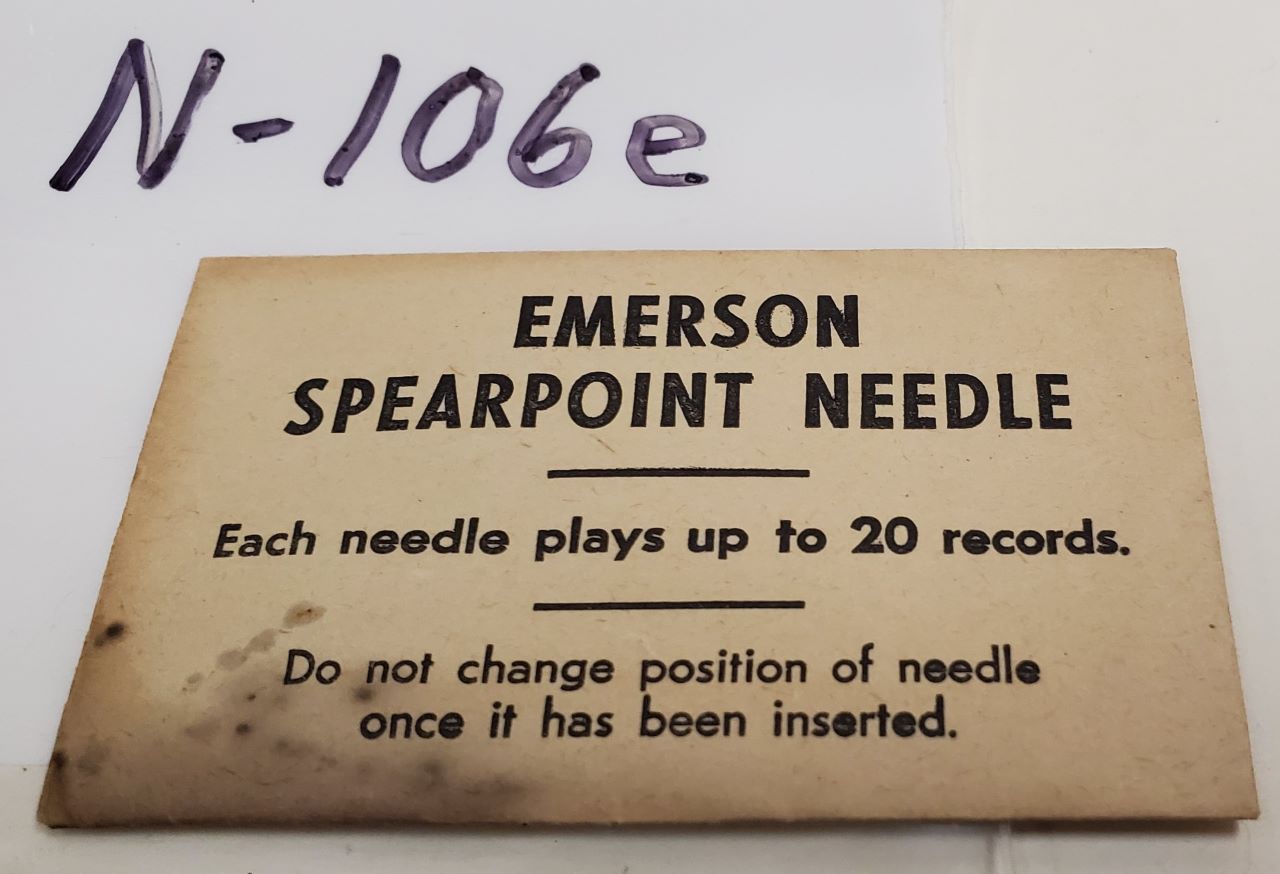 N-106e
EMERSON
SPEARPOINT NEEDLE
Each needle plays up to 20 records.
Do not change position of needle
once it has been inserted.